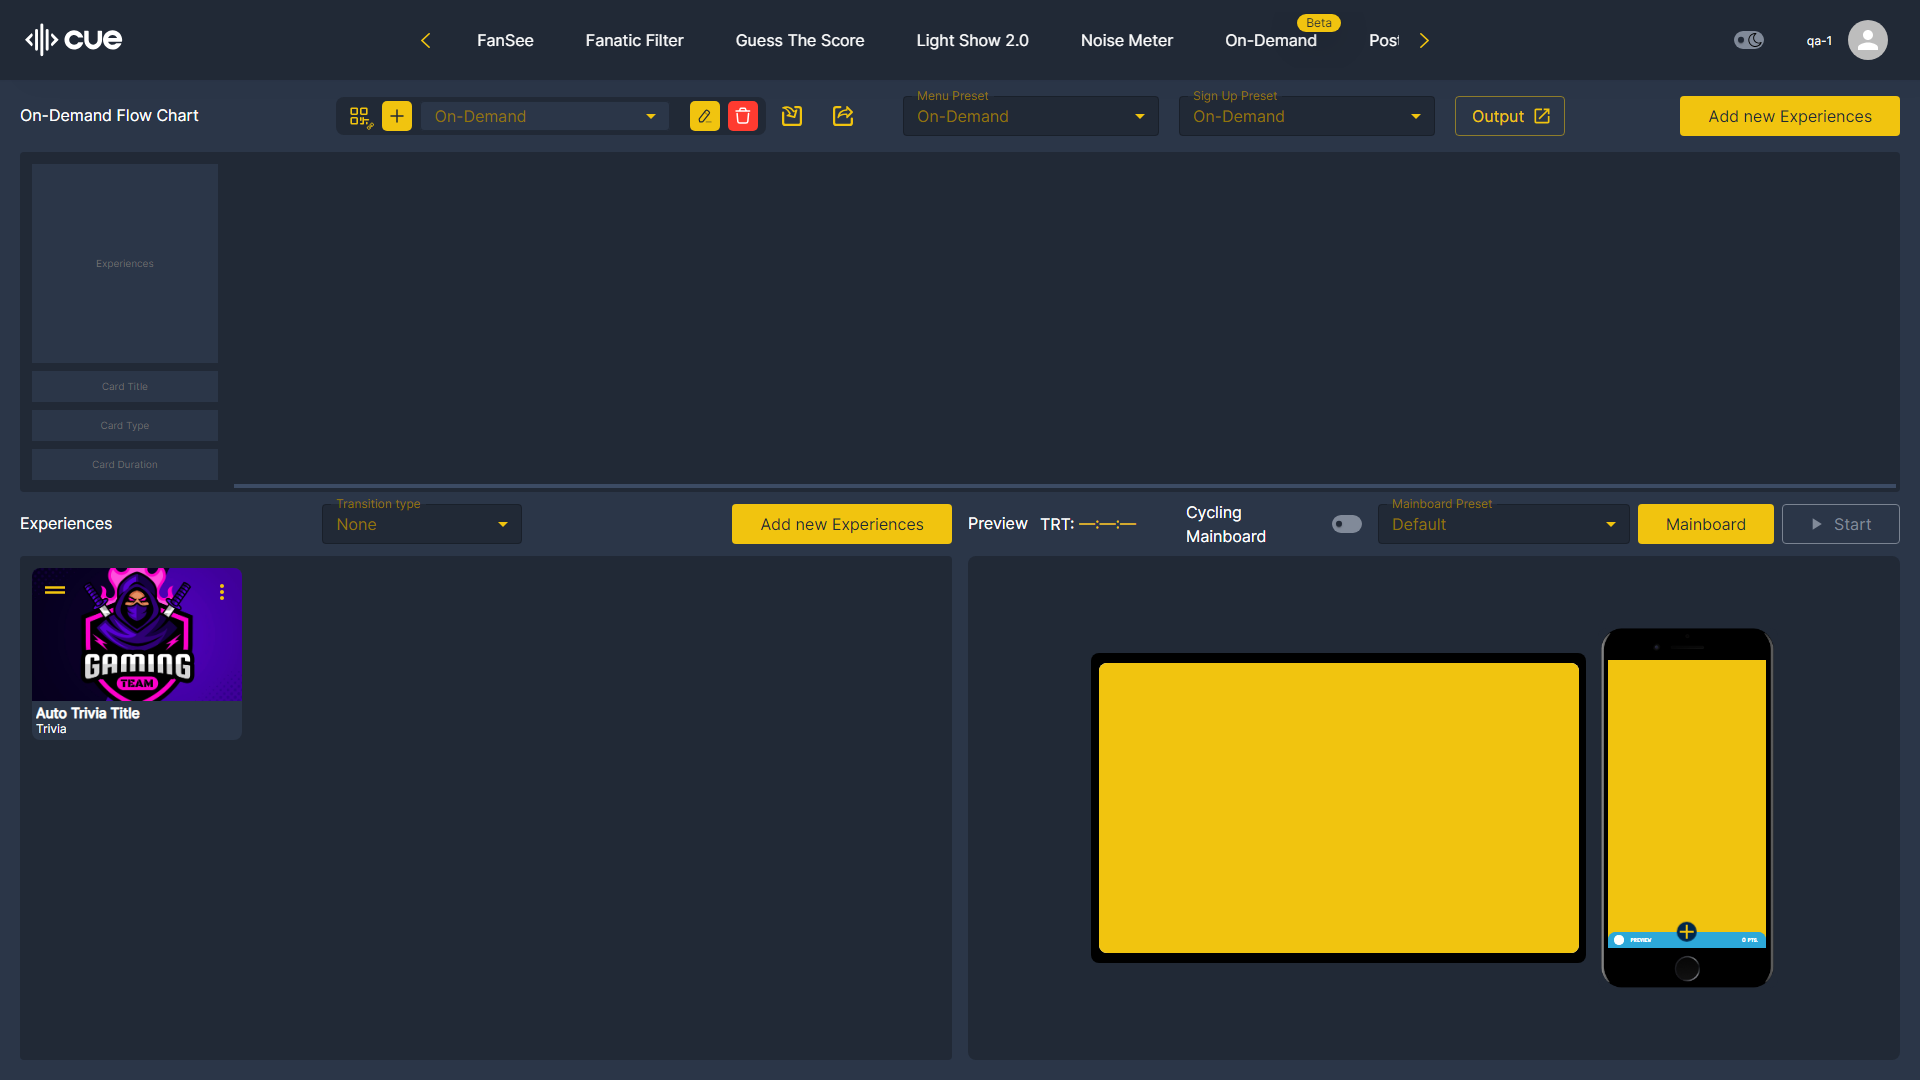 cue
FanSee
Fanatic Filter
Guess The Score
Light Show 2.0
Noise Meter
Beta
On-Demand
Post
qa-1
On-Demand Flow Chart
On-Demand
Menu Preset
On-Demand
Sign Up Preset
On-Demand
Output
Add new Experiences
Experiences
Card Title
Card Type
Card Duration
Experiences
Transition type
None
Add new Experiences
Preview
TRT: —:—:—
Cycling
Mainboard
Mainboard Preset
Default
Mainboard
Start
GAMING
TEAM
Auto Trivia Title
Trivia
PREVIEW
0 PTS.